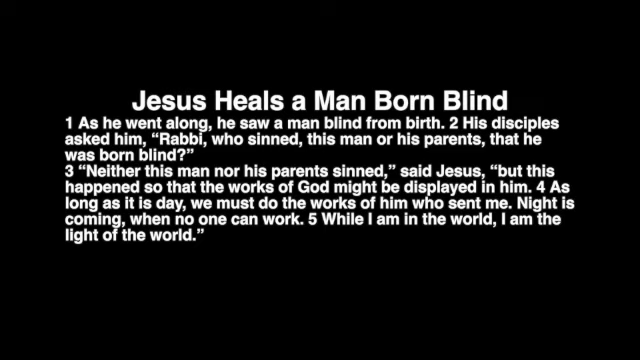 Jesus Heals a Man Born Blind
1 As he went along, he saw a man blind from birth. 2 His disciples
asked him, “Rabbi, who sinned, this man or his parents, that he
was born blind?”
3 “Neither this man nor his parents sinned,” said Jesus, “but this
happened so that the works of God might be displayed in him. 4 As
long as it is day, we must do the works of him who sent me. Night is
coming, when no one can work. 5 While I am in the world, I am the
light of the world.”